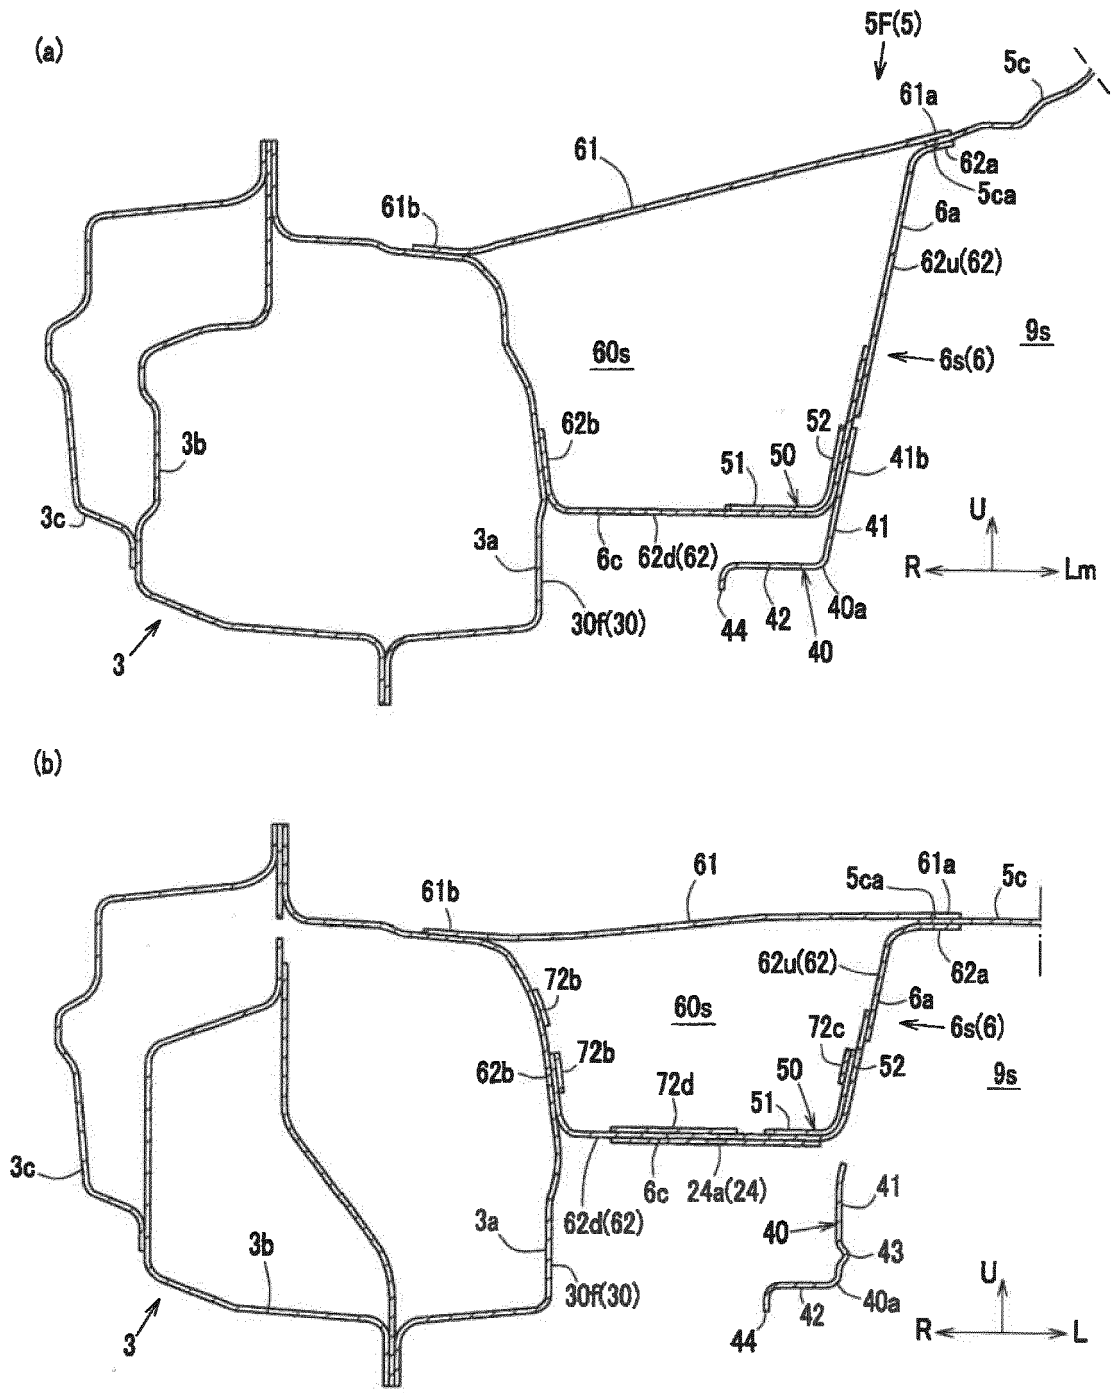 (a)
5F(5)
5c
61a
61
62a
5ca
61b
6a
62u(62)
9s
60s
6s(6)
52
62b
41b
3b
51
50
3c
U
3a
6c
62d(62)
41
R
Lm
30f(30)
44
42
40a
40
3
(b)
61
5ca
61a
5c
61b
62u(62)
62a
72b
6a
60s
6s(6)
72c
72b
62b
50
52
9s
72d
51
3c
6c
24a(24)
41
3a
62d(62)
40
43
3b
U
30f(30)
42
40a
R
L
3
44